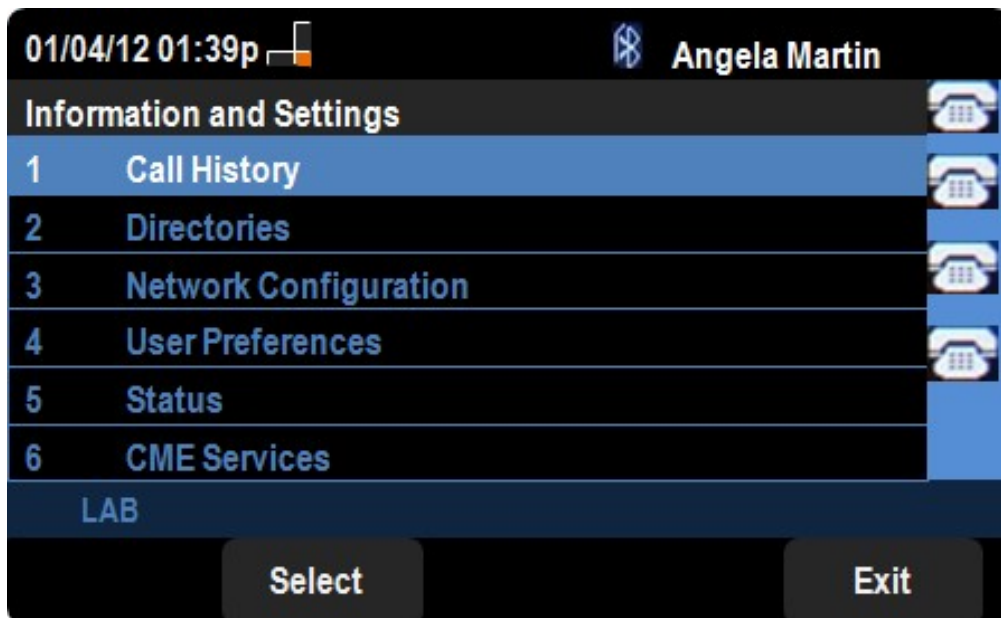 01/04/12 01:39p Angela Martin
Information and Settings
1 Call History
2 Directories
3 Network Configuration
4 User Preferences
5 Status
6 CME Services
LAB
Select Exit